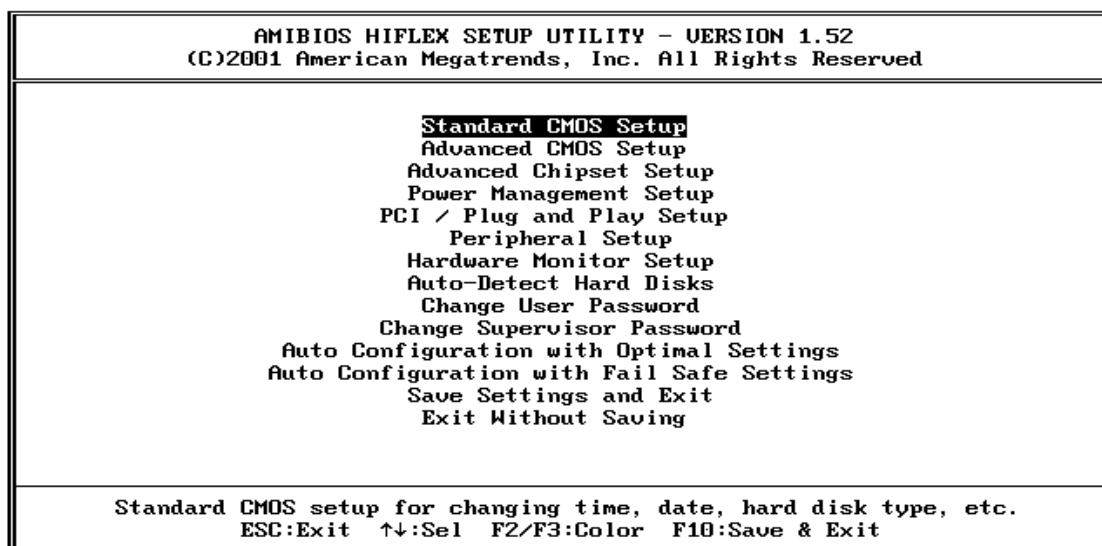 AMIBIOS HIFLEX SETUP UTILITY - VERSION 1.52
(C)2001 American Megatrends, Inc. All Rights Reserved
Standard CMOS Setup
Advanced CMOS Setup
Advanced Chipset Setup
Power Management Setup
PCI / Plug and Play Setup
Peripheral Setup
Hardware Monitor Setup
Auto-Detect Hard Disks
Change User Password
Change Supervisor Password
Auto Configuration with Optimal Settings
Auto Configuration with Fail Safe Settings
Save Settings and Exit
Exit Without Saving
Standard CMOS setup for changing time, date, hard disk type, etc.
ESC:Exit ↑↓:Sel F2/F3:Color F10:Save & Exit